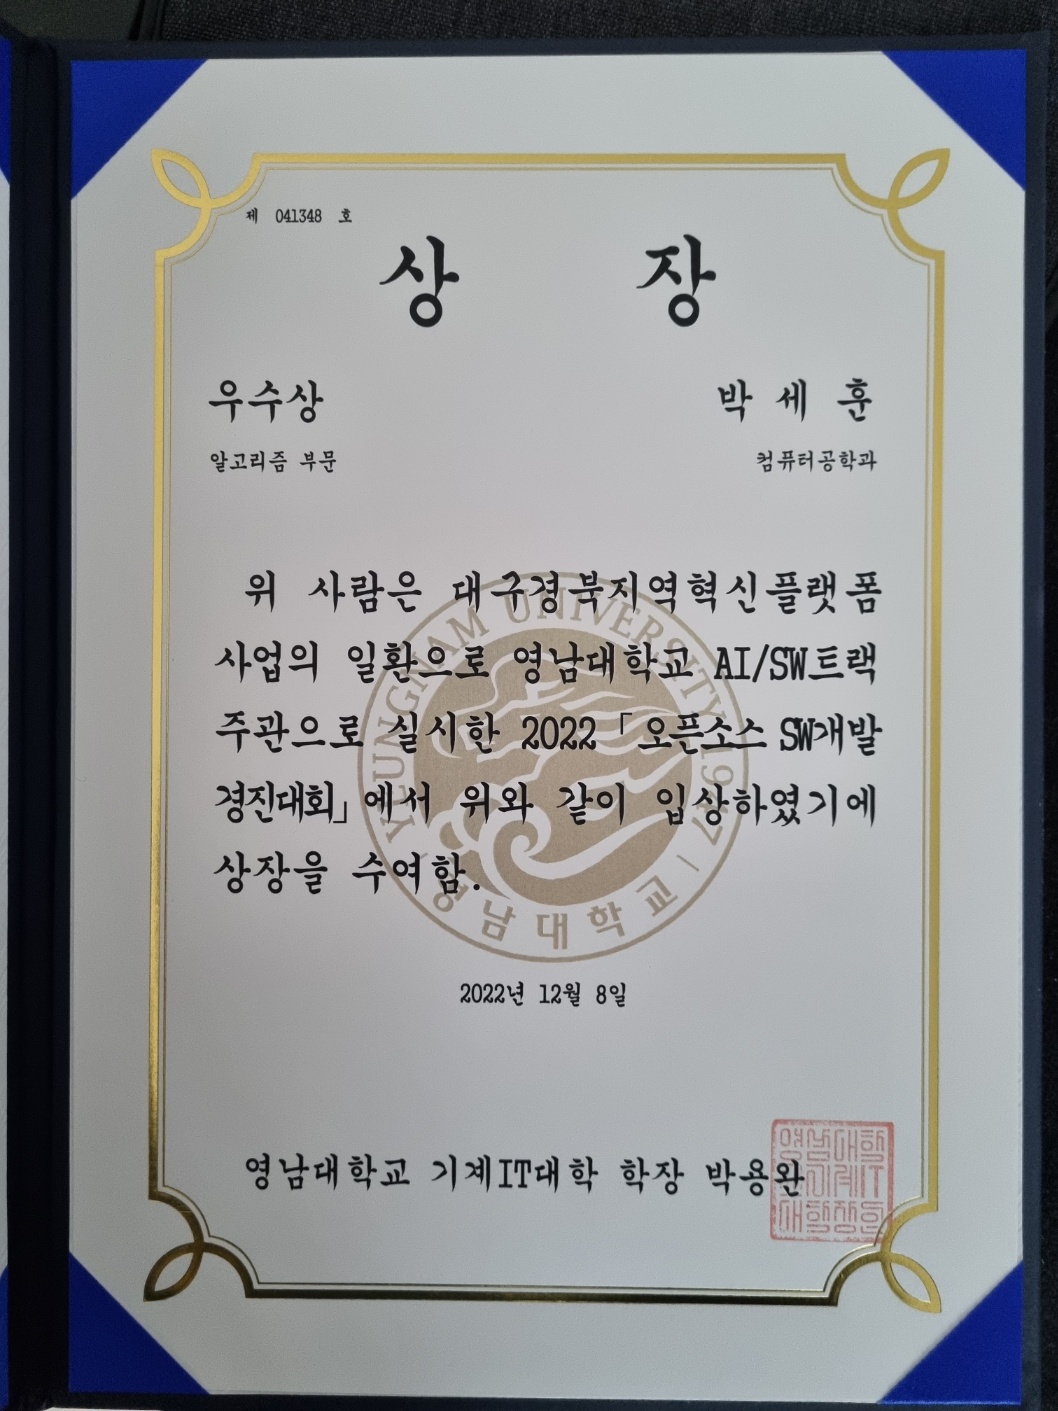 제 041348 호
상 장
우수상 박 세 훈
알고리즘 부문 컴퓨터공학과
위 사람은 대구경북지역혁신플랫폼
사업의 일환으로 영남대학교 AI/SW트랙
주관으로 실시한 2022「오픈소스 SW개발
경진대회」에서 위와 같이 입상하였기에
상장을 수여함.
YEUNGNAM UNIVERSITY 1947
영남대학교
2022년 12월 8일
영남대학교 기계IT대학 학장 박용완
영남대학
교기계IT
대학장인